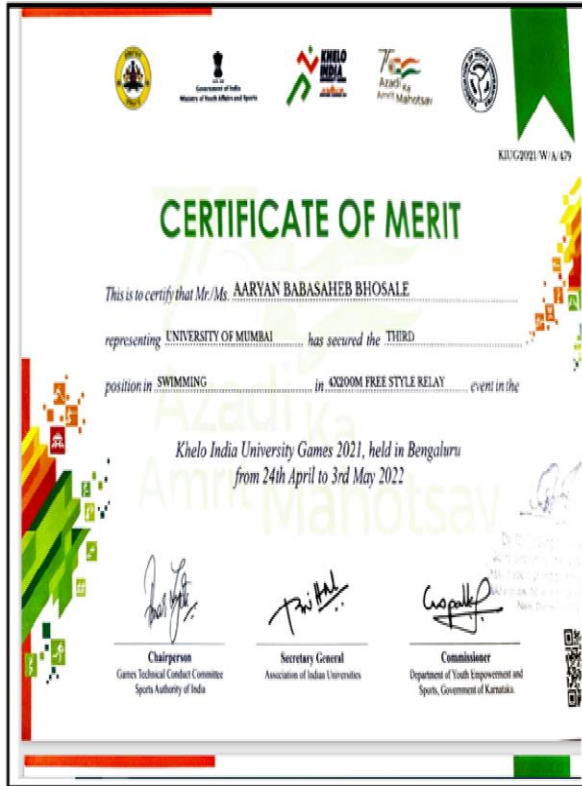 Government of India
Ministry of Youth Affairs and Sports
KHELO
INDIA
Azadi Ka
Amrit Mahotsav
KIUG2021/W/A/479
CERTIFICATE OF MERIT
This is to certify that Mr./Ms. AARYAN BABASAHEB BHOSALE
representing UNIVERSITY OF MUMBAI has secured the THIRD
position in SWIMMING in 4X200M FREE STYLE RELAY event in the
Khelo India University Games 2021, held in Bengaluru
from 24th April to 3rd May 2022
Azadi
Ka
Amrit Mahotsav
Chairperson
Games Technical Conduct Committee
Sports Authority of India
Secretary General
Association of Indian Universities
Commissioner
Department of Youth Empowerment and
Sports, Government of Karnataka.